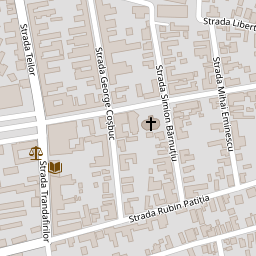 Strada Libert
Strada Teilor
Strada George Coșbuc
Strada Simion Bărnuțiu
Strada Mihai Eminescu
Strada Trandafirilor
Strada Rubin Patiția